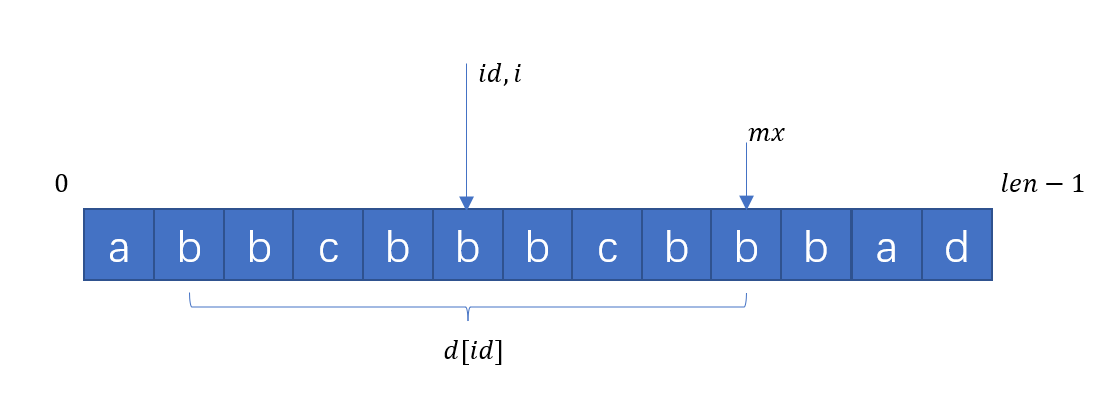 id, i
mx
0 len − 1
a b b c b b b c b b b a d
d[id]